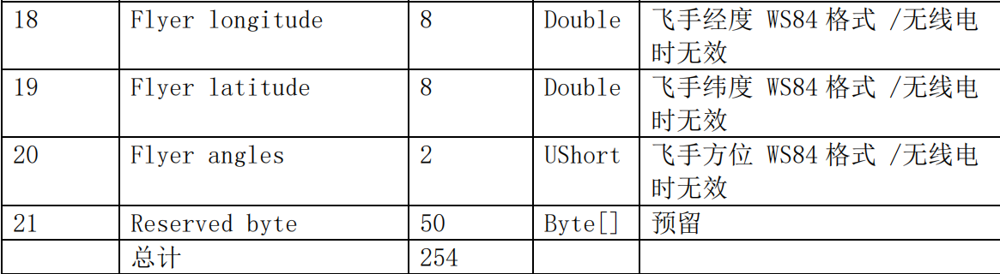 18 Flyer longitude 8 Double 飞手经度 WS84 格式 /无线电
时无效
19 Flyer latitude 8 Double 飞手纬度 WS84 格式 /无线电
时无效
20 Flyer angles 2 UShort 飞手方位 WS84 格式 /无线电
时无效
21 Reserved byte 50 Byte[] 预留
总计 254